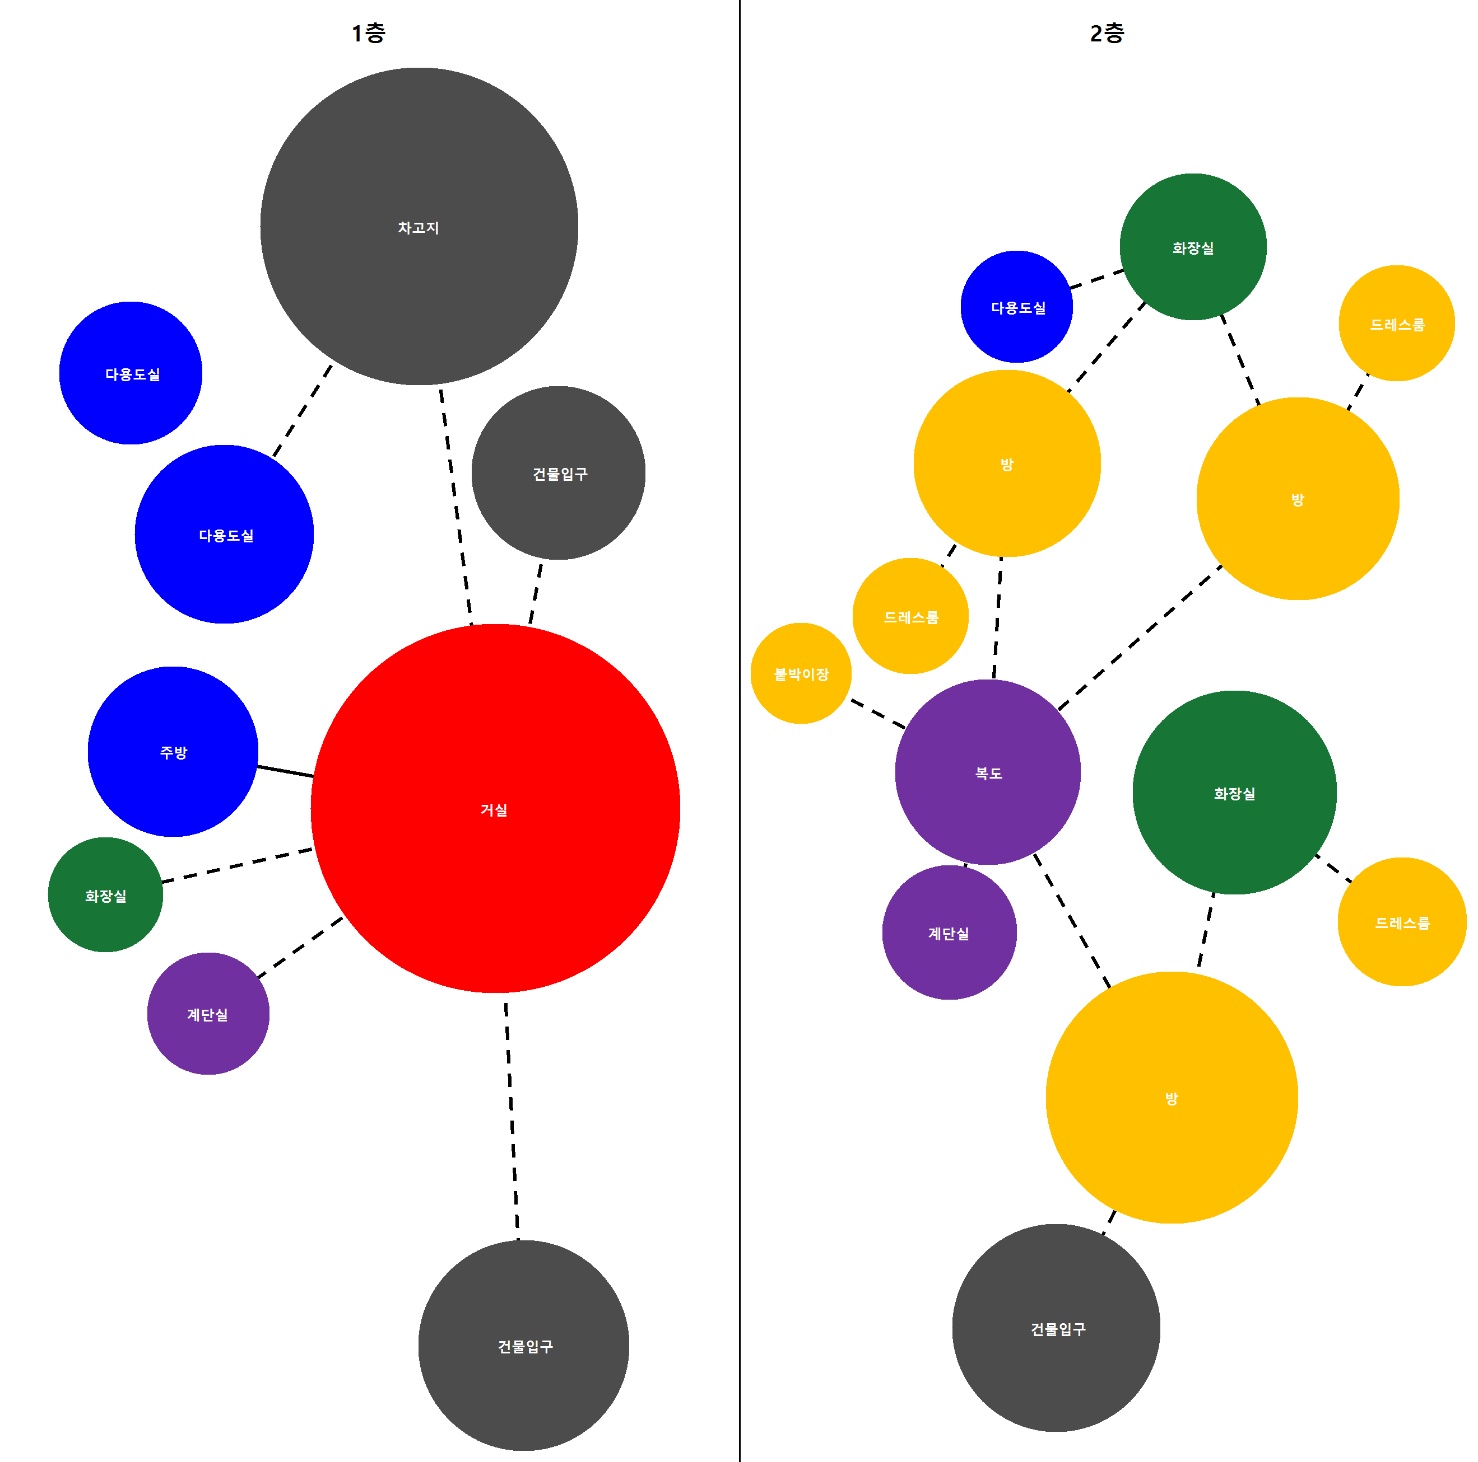 1층
차고지
다용도실
건물입구
다용도실
주방
거실
화장실
계단실
건물입구
2층
화장실
다용도실
드레스룸
방
방
드레스룸
붙박이장
복도
화장실
계단실
드레스룸
방
건물입구